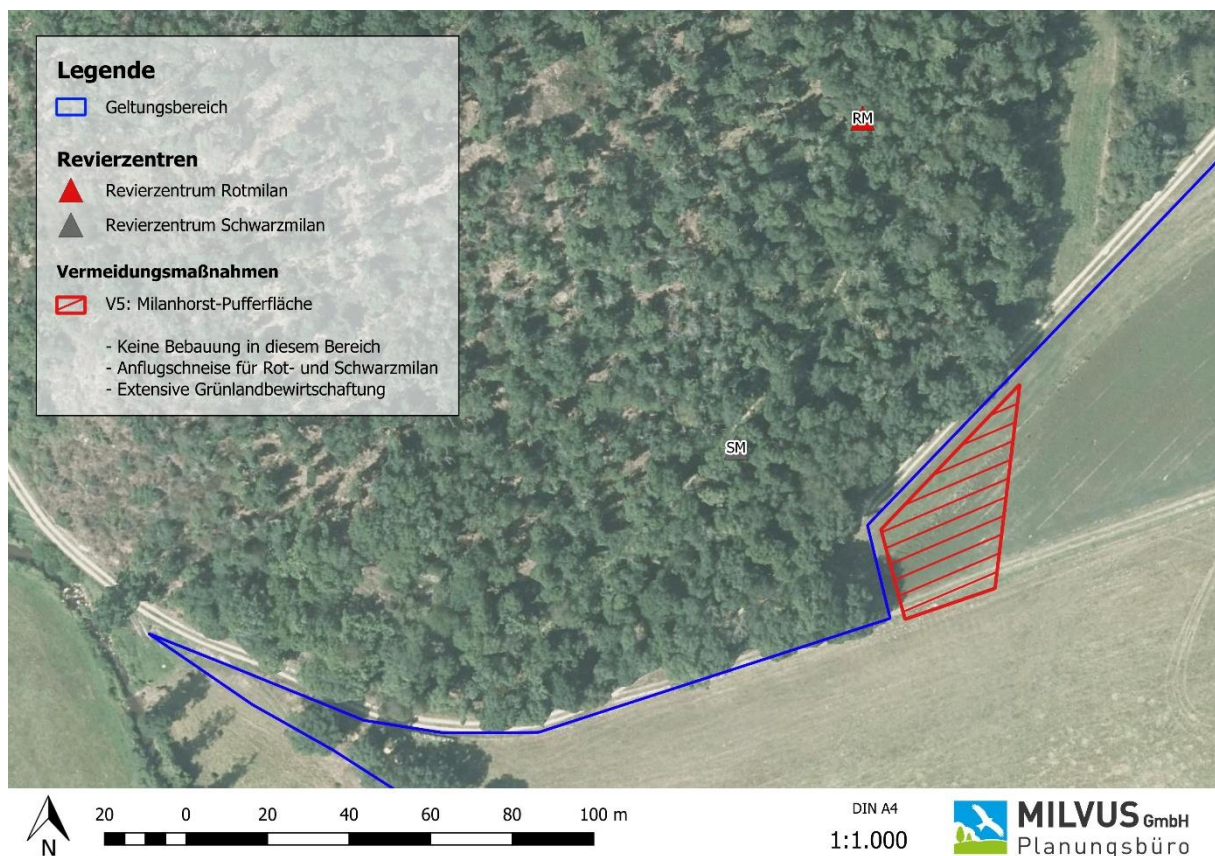 Legende
Geltungsbereich
Revierzentren
Revierzentrum Rotmilan
Revierzentrum Schwarzmilan
Vermeidungsmaßnahmen
V5: Milanhorst-Pufferfläche
- Keine Bebauung in diesem Bereich
- Anflugschneise für Rot- und Schwarzmilan
- Extensive Grünlandbewirtschaftung
RM
SM
N
20 0 20 40 60 80 100 m
DIN A4
1:1.000
MILVUS GmbH
Planungsbüro